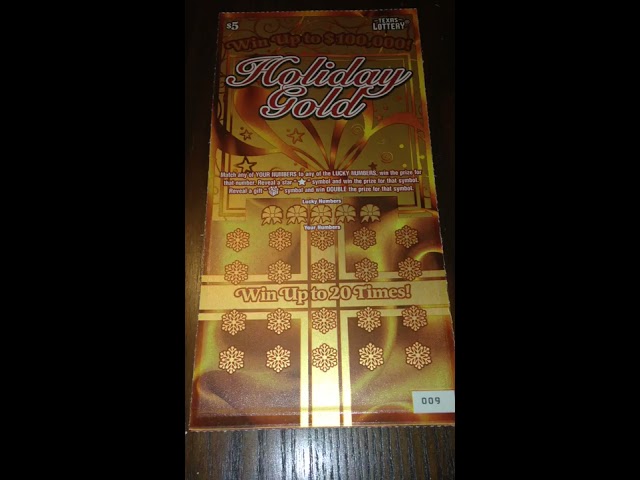 $5
TEXAS
LOTTERY
Win Up to $100,000!
Holiday
Gold
Match any of YOUR NUMBERS to any of the LUCKY NUMBERS, win the prize for
that number. Reveal a star "★" symbol and win the prize for that symbol.
Reveal a gift " " symbol and win DOUBLE the prize for that symbol.
Lucky Numbers
Your Numbers
Win Up to 20 Times!
009